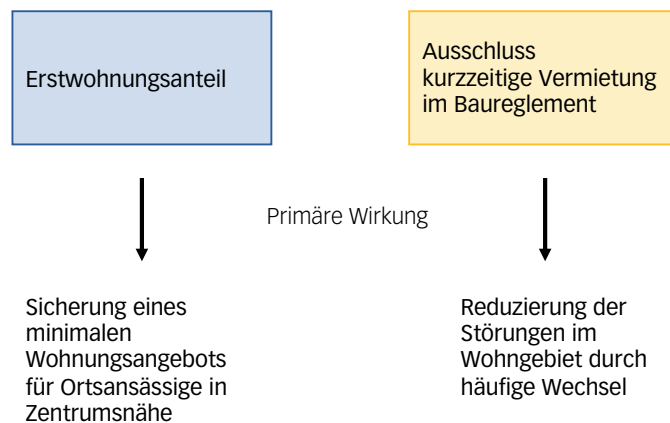 Erstwohnungsanteil
Ausschluss
kurzzeitige Vermietung
im Baureglement
Primäre Wirkung
Sicherung eines
minimalen
Wohnungsangebots
für Ortsansässige in
Zentrumsnähe
Reduzierung der
Störungen im
Wohngebiet durch
häufige Wechsel